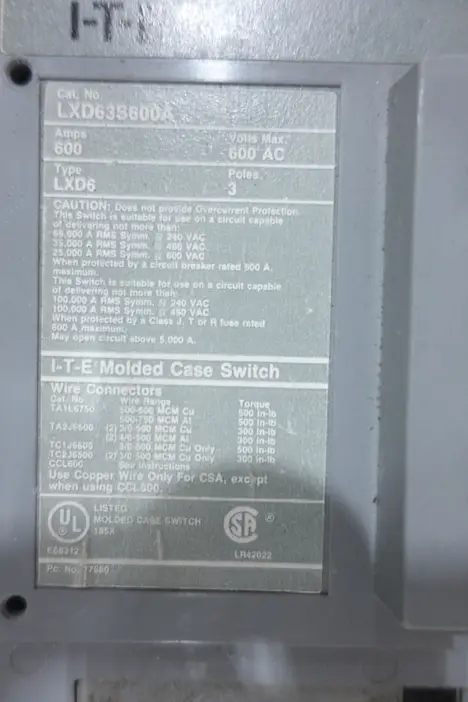 I-T-
Cat. No.
LXD63S600A
Amps Volts Max.
600 600 AC
Type Poles
LXD6 3
CAUTION: Does not provide Overcurrent Protection.
This Switch is suitable for use on a circuit capable
of delivering not more than:
65,000 A RMS Symm. @ 240 VAC
35,000 A RMS Symm. @ 480 VAC
25,000 A RMS Symm. @ 600 VAC
When protected by a circuit breaker rated 600 A.
maximum.
This Switch is suitable for use on a circuit capable
of delivering not more than:
100,000 A RMS Symm. @ 240 VAC
100,000 A RMS Symm. @ 480 VAC
When protected by a Class J, T or R fuse rated
600 A maximum.
May open circuit above 5,000 A.
I-T-E Molded Case Switch
Wire Connectors
Cat. No. Wire Range Torque
TA1L6750 500-600 MCM Cu 500 in-lb
500-750 MCM Al 500 in-lb
TA2J6500 (2) 3/0-500 MCM Cu 300 in-lb
(2) 4/0-500 MCM Al 300 in-lb
TC1J6600 3/0-600 MCM Cu Only 500 in-lb
TC2J6500 (2) 3/0 500 MCM Cu Only 300 in-lb
CCL600 See Instructions
Use Copper Wire Only For CSA, except
when using CCL600.
UL LISTED
MOLDED CASE SWITCH
SA ®
LR42022
Pc. No.